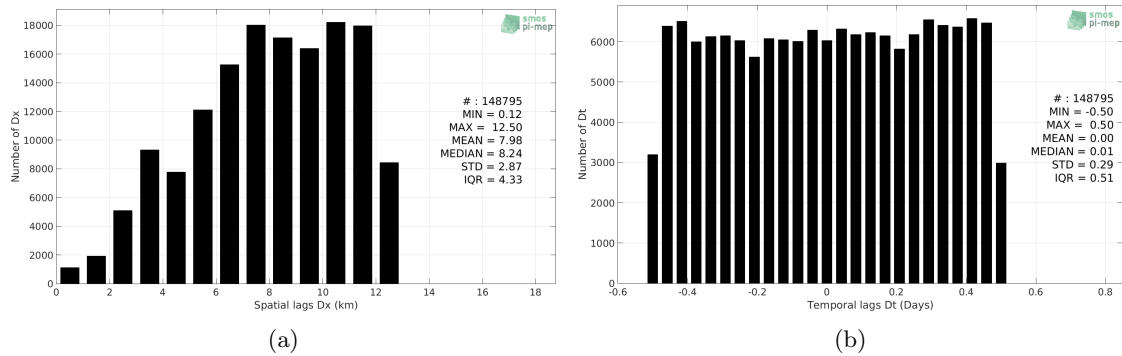 18000
16000
14000
12000
10000
8000
6000
4000
2000
0
Number of Dx
0 2 4 6 8 10 12 14 16 18
Spatial lags Dx (km)
smos
pi-mep
# : 148795
MIN = 0.12
MAX = 12.50
MEAN = 7.98
MEDIAN = 8.24
STD = 2.87
IQR = 4.33
(a)
6000
5000
4000
3000
2000
1000
0
Number of Dt
-0.6 -0.4 -0.2 0 0.2 0.4 0.6 0.8
Temporal lags Dt (Days)
smos
pi-mep
# : 148795
MIN = -0.50
MAX = 0.50
MEAN = 0.00
MEDIAN = 0.01
STD = 0.29
IQR = 0.51
(b)